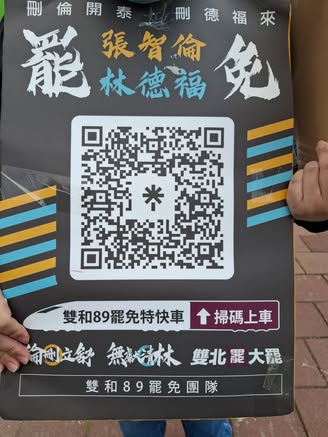 刪倫開泰 刪德福來
罷
張智倫
林德福
免
雙和89罷免特快車
掃碼上車
雙北罷大罷
雙和89罷免團隊